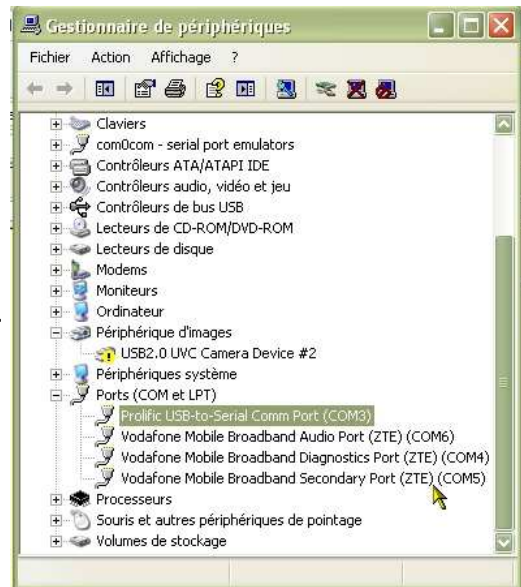 Gestionnaire de périphériques
Fichier Action Affichage ?
Claviers
com0com - serial port emulators
Contrôleurs ATA/ATAPI IDE
Contrôleurs audio, vidéo et jeu
Contrôleurs de bus USB
Lecteurs de CD-ROM/DVD-ROM
Lecteurs de disque
Modems
Moniteurs
Ordinateur
Périphérique d'images
USB2.0 UVC Camera Device #2
Périphériques système
Ports (COM et LPT)
Prolific USB-to-Serial Comm Port (COM3)
Vodafone Mobile Broadband Audio Port (ZTE) (COM6)
Vodafone Mobile Broadband Diagnostics Port (ZTE) (COM4)
Vodafone Mobile Broadband Secondary Port (ZTE) (COM5)
Processeurs
Souris et autres périphériques de pointage
Volumes de stockage